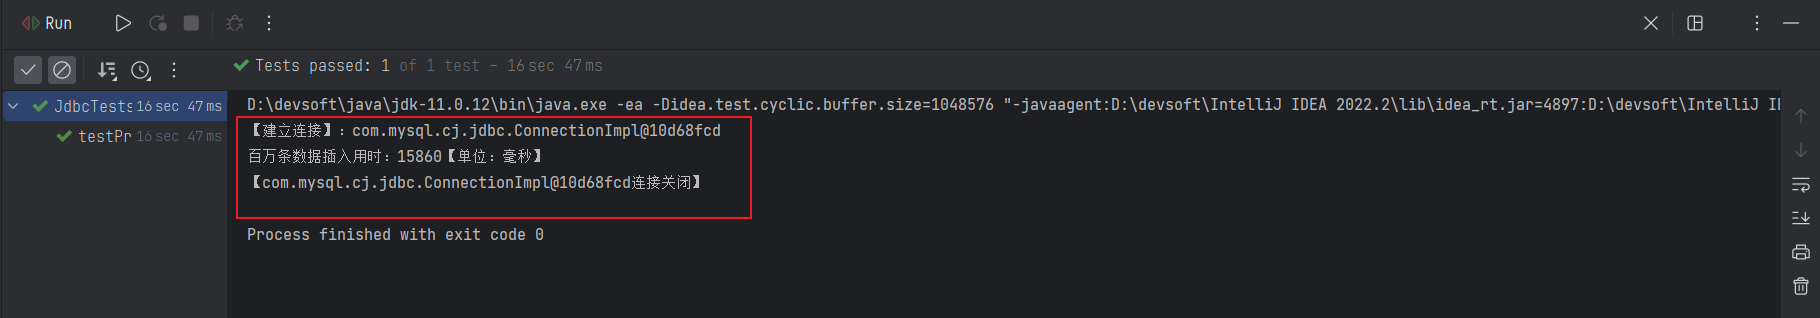 Run
Tests passed: 1 of 1 test – 16 sec 47 ms
JdbcTests 16 sec 47 ms
testPr 16 sec 47 ms
D:\devsoft\java\jdk-11.0.12\bin\java.exe -ea -Didea.test.cyclic.buffer.size=1048576 "-javaagent:D:\devsoft\IntelliJ IDEA 2022.2\lib\idea_rt.jar=4897:D:\devsoft\IntelliJ I
【建立连接】：com.mysql.cj.jdbc.ConnectionImpl@10d68fcd
百万条数据插入用时：15860【单位：毫秒】
【com.mysql.cj.jdbc.ConnectionImpl@10d68fcd连接关闭】
Process finished with exit code 0